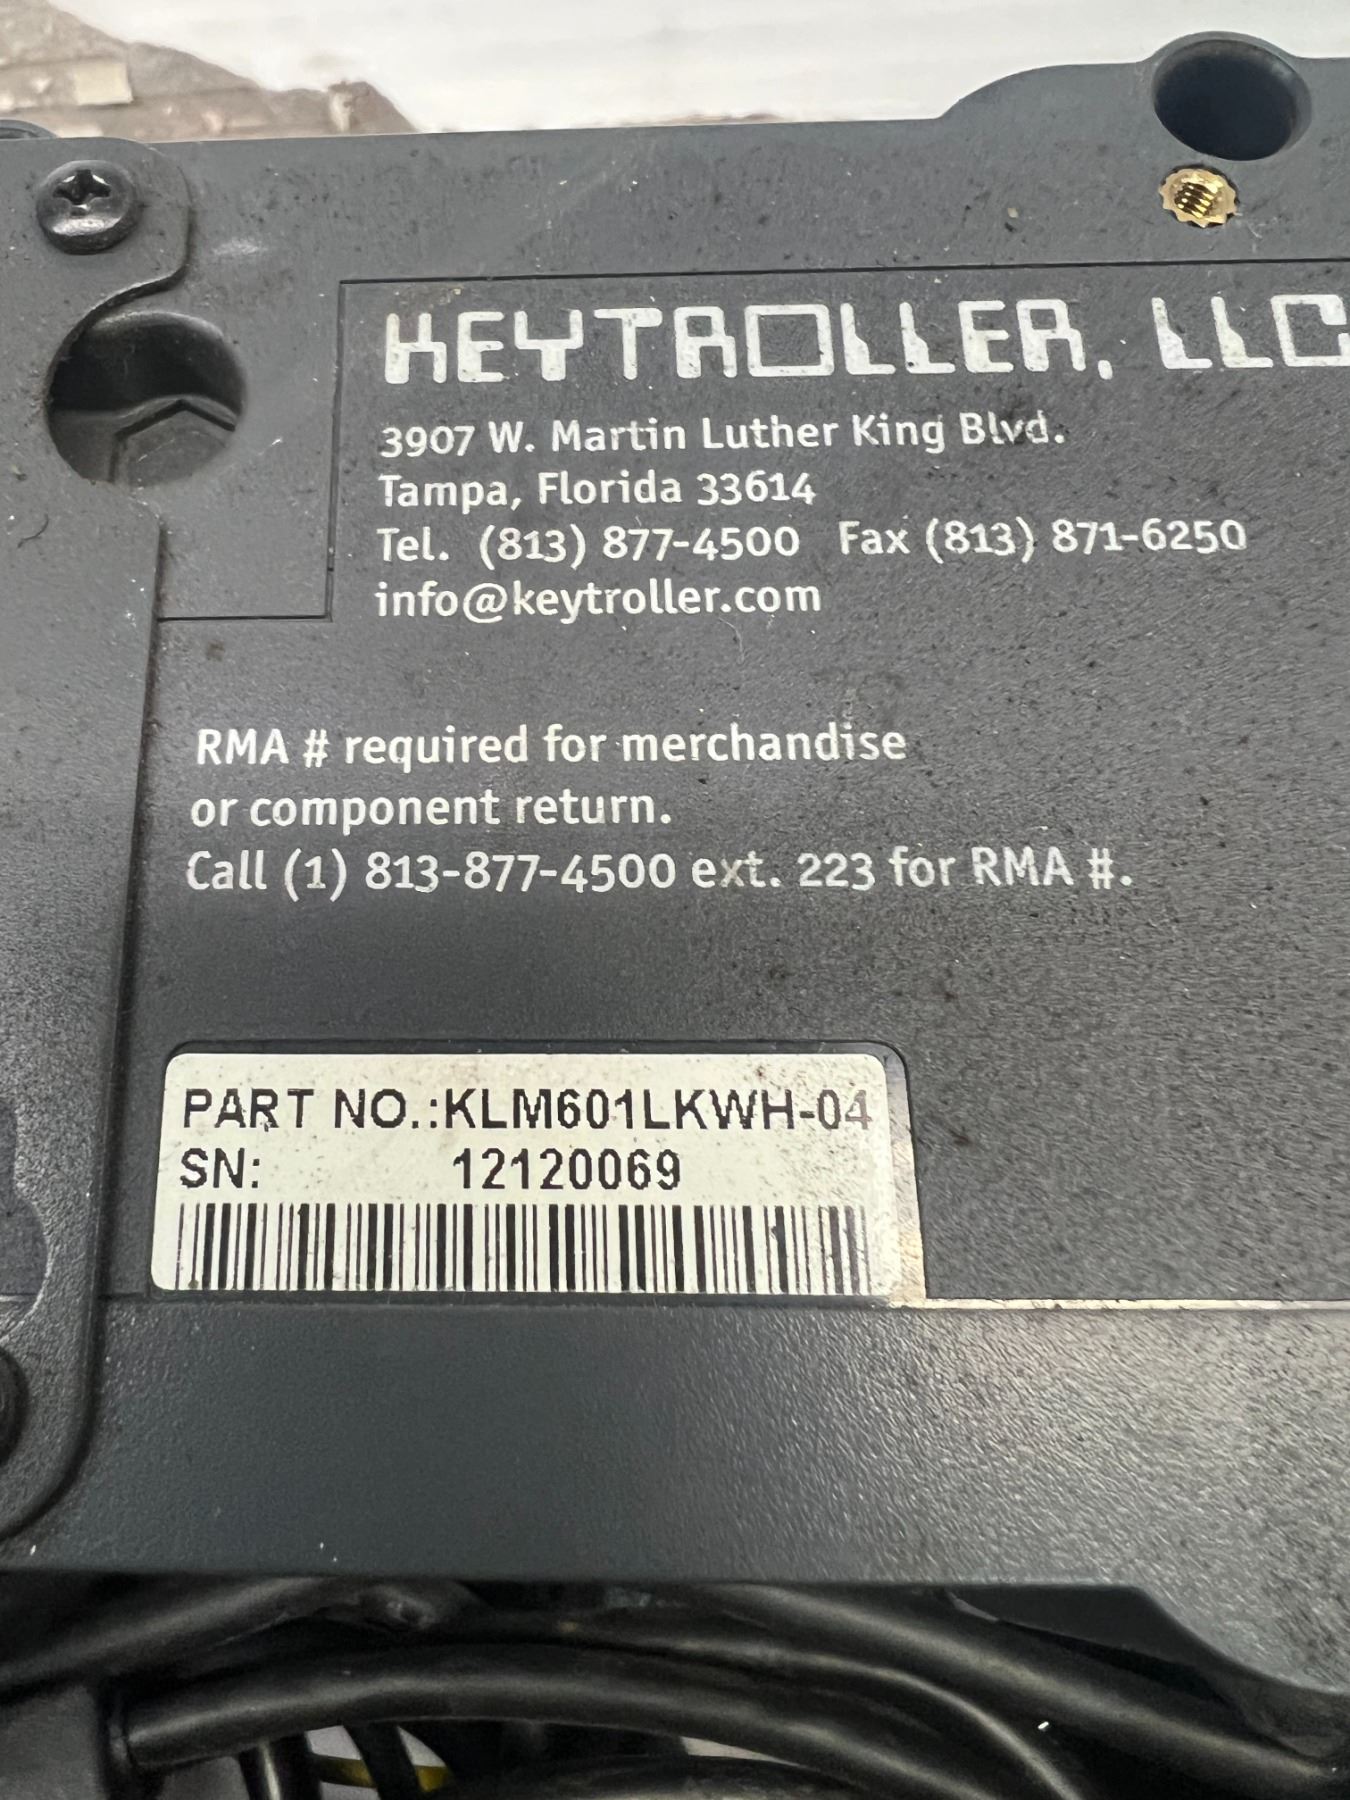 KEYTROLLER, LLC
3907 W. Martin Luther King Blvd.
Tampa, Florida 33614
Tel. (813) 877-4500 Fax (813) 871-6250
info@keytroller.com
RMA # required for merchandise
or component return.
Call (1) 813-877-4500 ext. 223 for RMA #.
PART NO.:KLM601LKWH-04
SN: 12120069